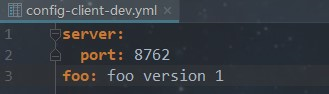 config-client-dev.yml ×
1 server:
2   port: 8762
3 foo: foo version 1